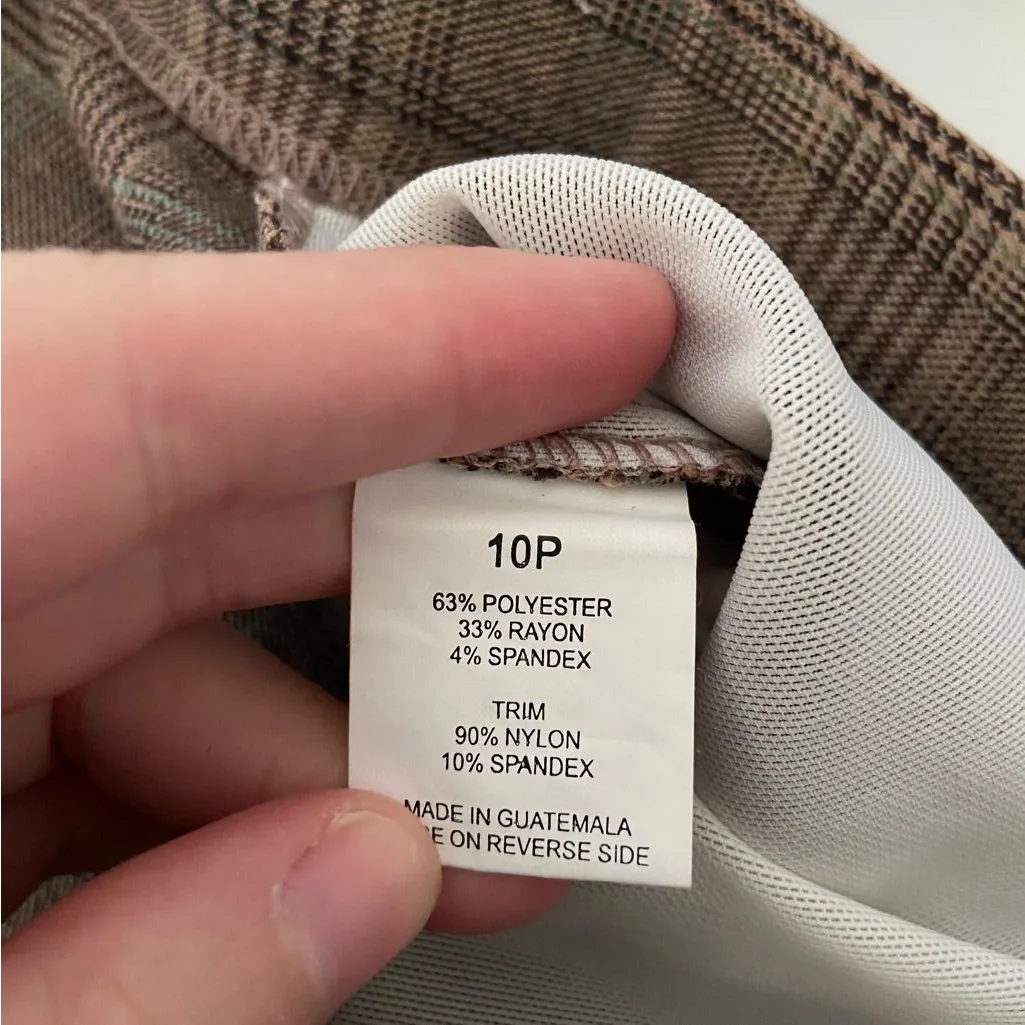 10P
63% POLYESTER
33% RAYON
4% SPANDEX
TRIM
90% NYLON
10% SPANDEX
MADE IN GUATEMALA
ON REVERSE SIDE